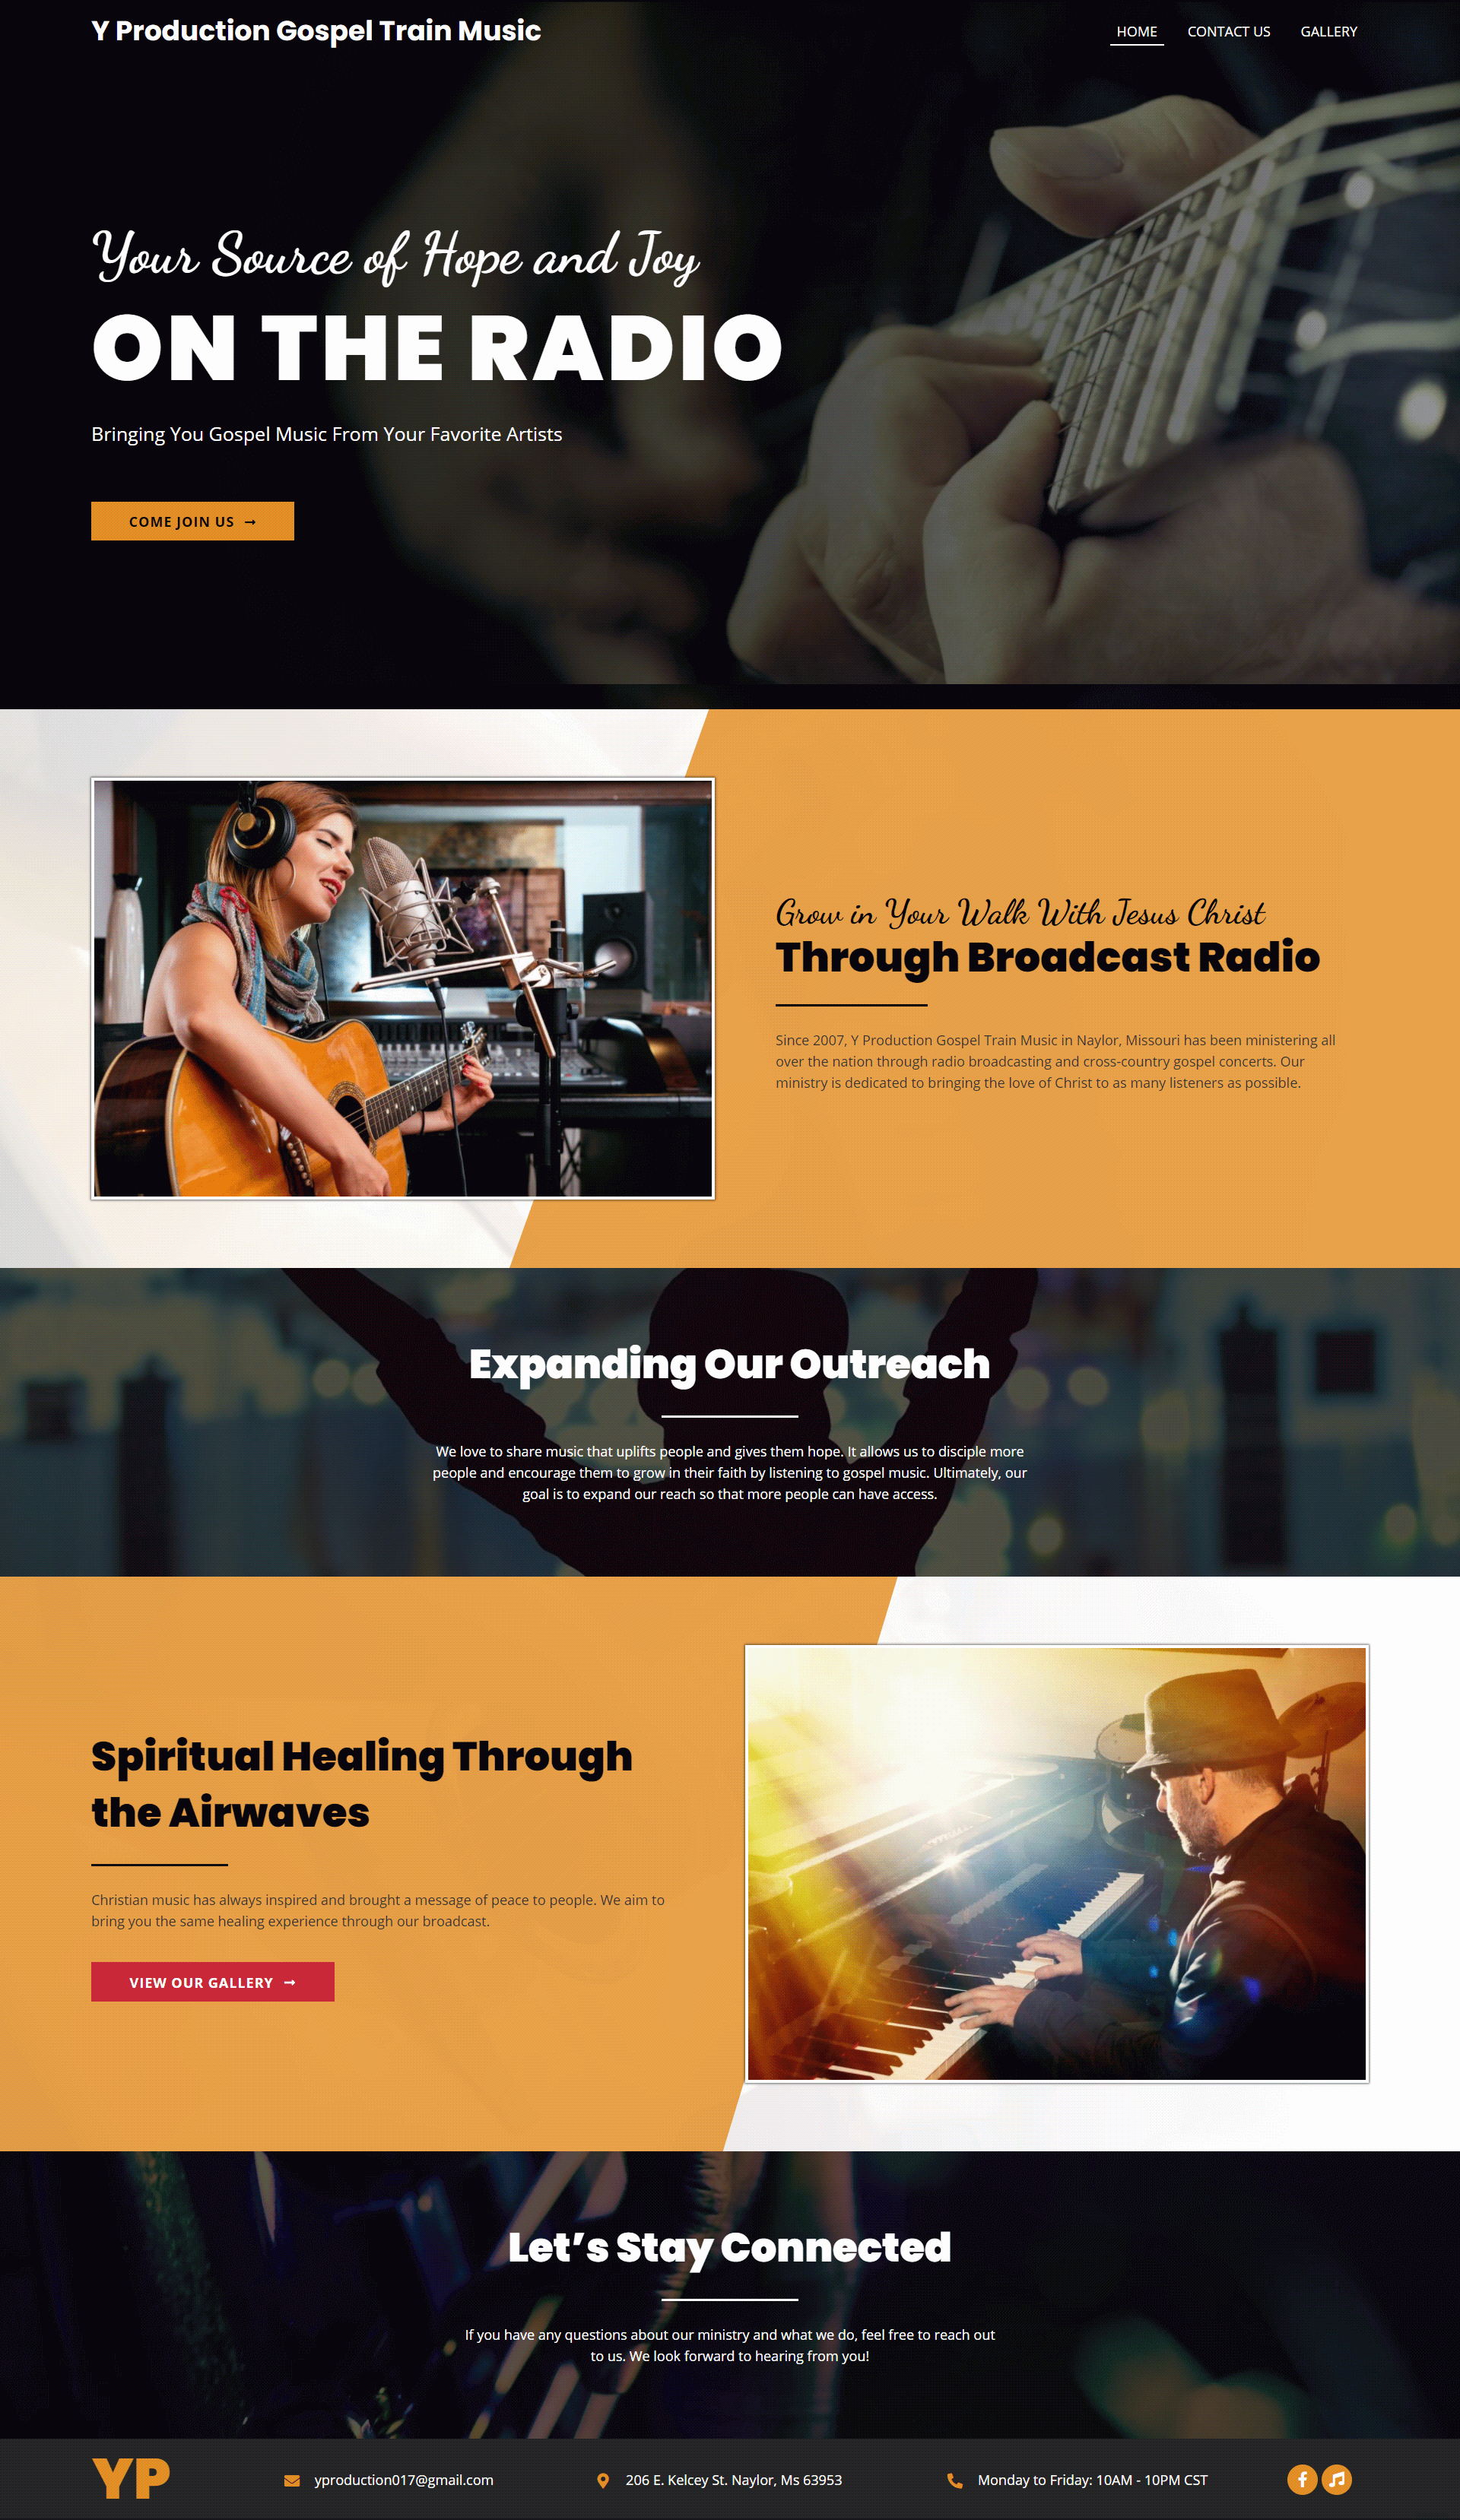 Y Production Gospel Train Music
HOME CONTACT US GALLERY
Your Source of Hope and Joy
ON THE RADIO
Bringing You Gospel Music From Your Favorite Artists
COME JOIN US
Grow in Your Walk With Jesus Christ
Through Broadcast Radio
Since 2007, Y Production Gospel Train Music in Naylor, Missouri has been ministering all
over the nation through radio broadcasting and cross-country gospel concerts. Our
ministry is dedicated to bringing the love of Christ to as many listeners as possible.
Expanding Our Outreach
We love to share music that uplifts people and gives them hope. It allows us to disciple more
people and encourage them to grow in their faith by listening to gospel music. Ultimately, our
goal is to expand our reach so that more people can have access.
Spiritual Healing Through
the Airwaves
Christian music has always inspired and brought a message of peace to people. We aim to
bring you the same healing experience through our broadcast.
VIEW OUR GALLERY
Let's Stay Connected
If you have any questions about our ministry and what we do, feel free to reach out
to us. We look forward to hearing from you!
YP
yproduction017@gmail.com
206 E. Kelcey St. Naylor, Ms 63953
Monday to Friday: 10AM - 10PM CST